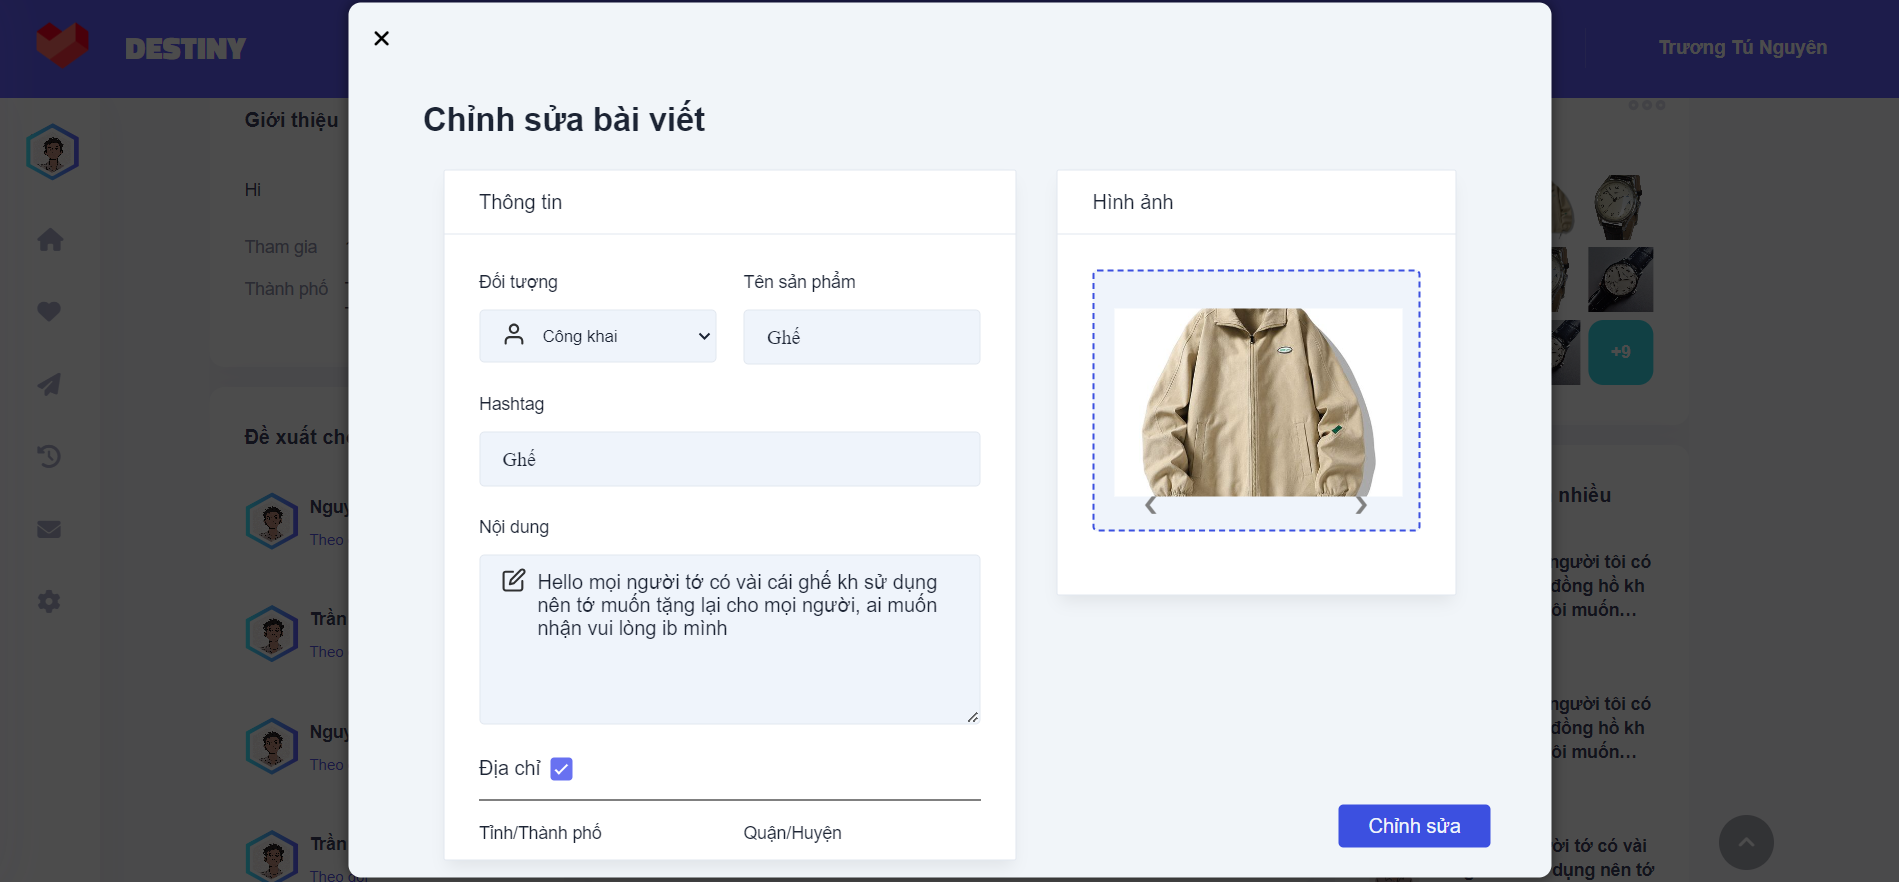 DESTINY
Trương Tú Nguyên
Giới thiệu
Hi
Tham gia
Thành phố
Đề xuất
Nguy
Theo
Trần
Theo
Nguy
Theo
Trần
Theo
Chỉnh sửa bài viết
Thông tin
Đối tượng
Tên sản phẩm
Công khai
Ghế
Hashtag
Ghế
Nội dung
Hello mọi người tớ có vài cái ghế kh sử dụng
nên tớ muốn tặng lại cho mọi người, ai muốn
nhận vui lòng ib mình
Địa chỉ
Tỉnh/Thành phố
Quận/Huyện
Hình ảnh
Chỉnh sửa
+9
nhiều
người tôi có
đồng hồ kh
ôi muốn...
người tôi có
đồng hồ kh
ôi muốn...
ời tớ có vài
dụng nên tớ